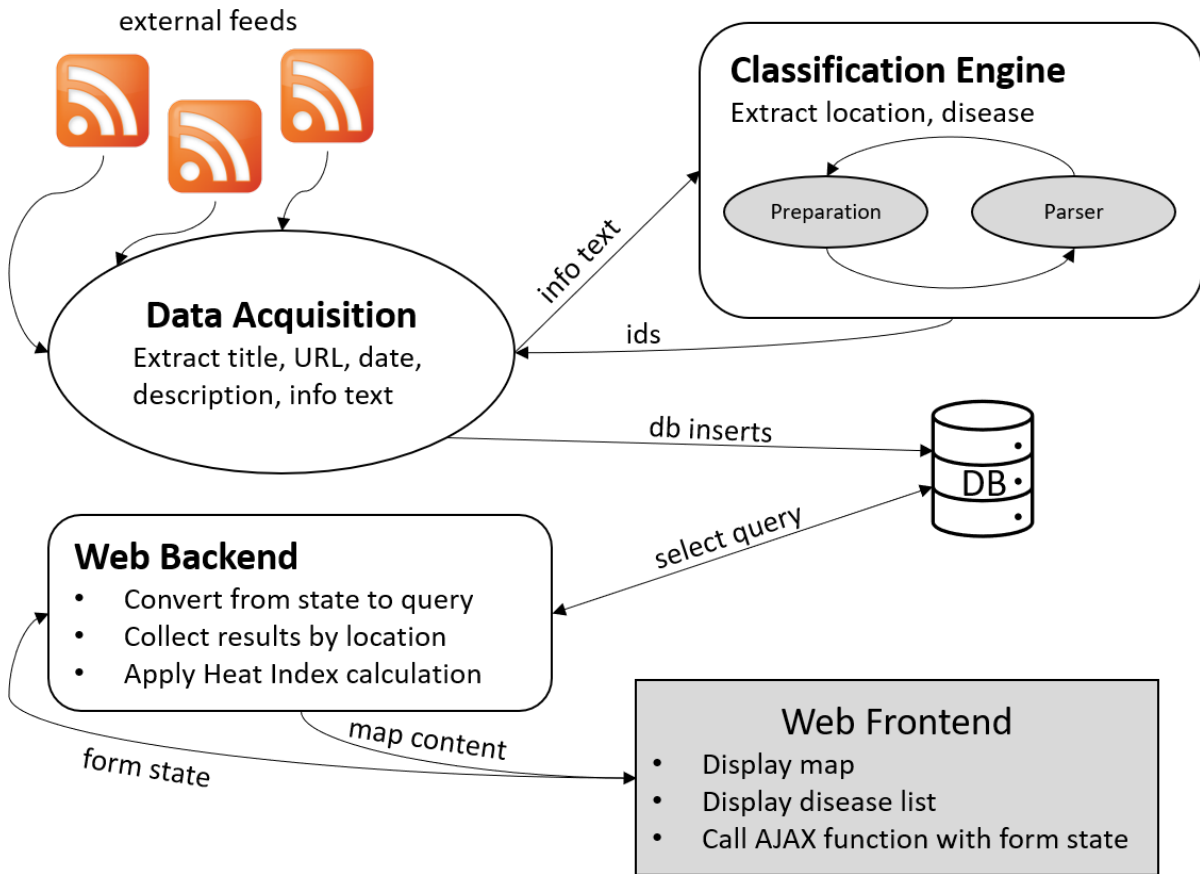 external feeds
Classification Engine
Extract location, disease
Preparation
Parser
info text
Data Acquisition
Extract title, URL, date,
description, info text
ids
db inserts
DB
select query
Web Backend
• Convert from state to query
• Collect results by location
• Apply Heat Index calculation
map content
form state
Web Frontend
• Display map
• Display disease list
• Call AJAX function with form state